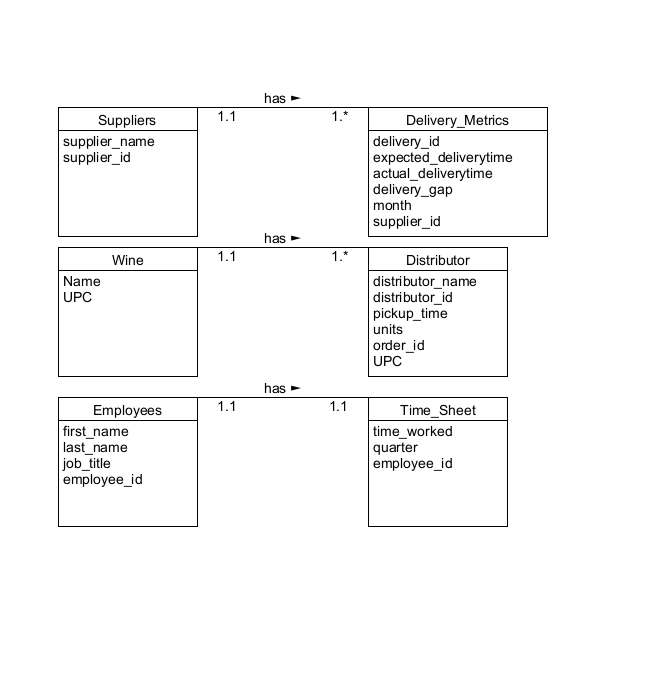 has ►
1.1 1.*
Suppliers
supplier_name
supplier_id
Delivery_Metrics
delivery_id
expected_deliverytime
actual_deliverytime
delivery_gap
month
supplier_id
has ►
1.1 1.*
Wine
Name
UPC
Distributor
distributor_name
distributor_id
pickup_time
units
order_id
UPC
has ►
1.1 1.1
Employees
first_name
last_name
job_title
employee_id
Time_Sheet
time_worked
quarter
employee_id